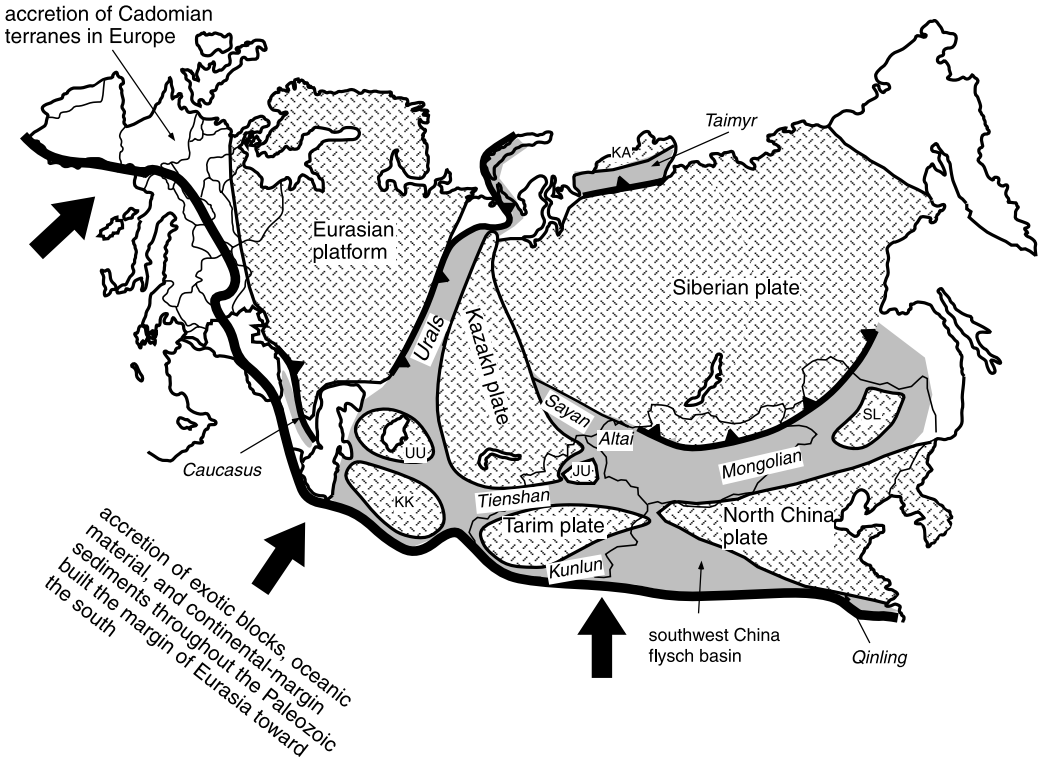 accretion of Cadomian
terranes in Europe
Taimyr
KA
Eurasian
platform
Siberian plate
Urals
Kazakh plate
Sayan
Altai
SL
Caucasus
UU
JU
Mongolian
KK
Tienshan
Tarim plate
North China
plate
Kunlun
accretion of exotic blocks, oceanic
material, and continental-margin
sediments throughout the Paleozoic
built the margin of Eurasia toward
the south
southwest China
flysch basin
Qinling